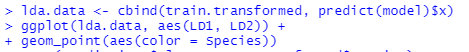 > lda.data <- cbind(train.transformed, predict(model)$x)
> ggplot(lda.data, aes(LD1, LD2)) +
+ geom_point(aes(color = Species))